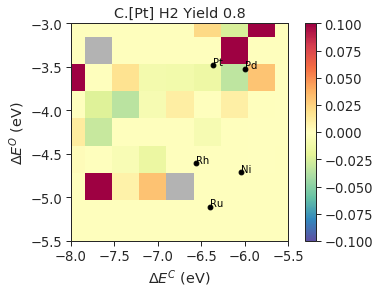 C.[Pt] H2 Yield 0.8
−3.0
−3.5
−4.0
−4.5
−5.0
−5.5
ΔE^O (eV)
Pt
Pd
Rh
Ni
Ru
−8.0 −7.5 −7.0 −6.5 −6.0 −5.5
ΔE^C (eV)
0.100
0.075
0.050
0.025
0.000
−0.025
−0.050
−0.075
−0.100